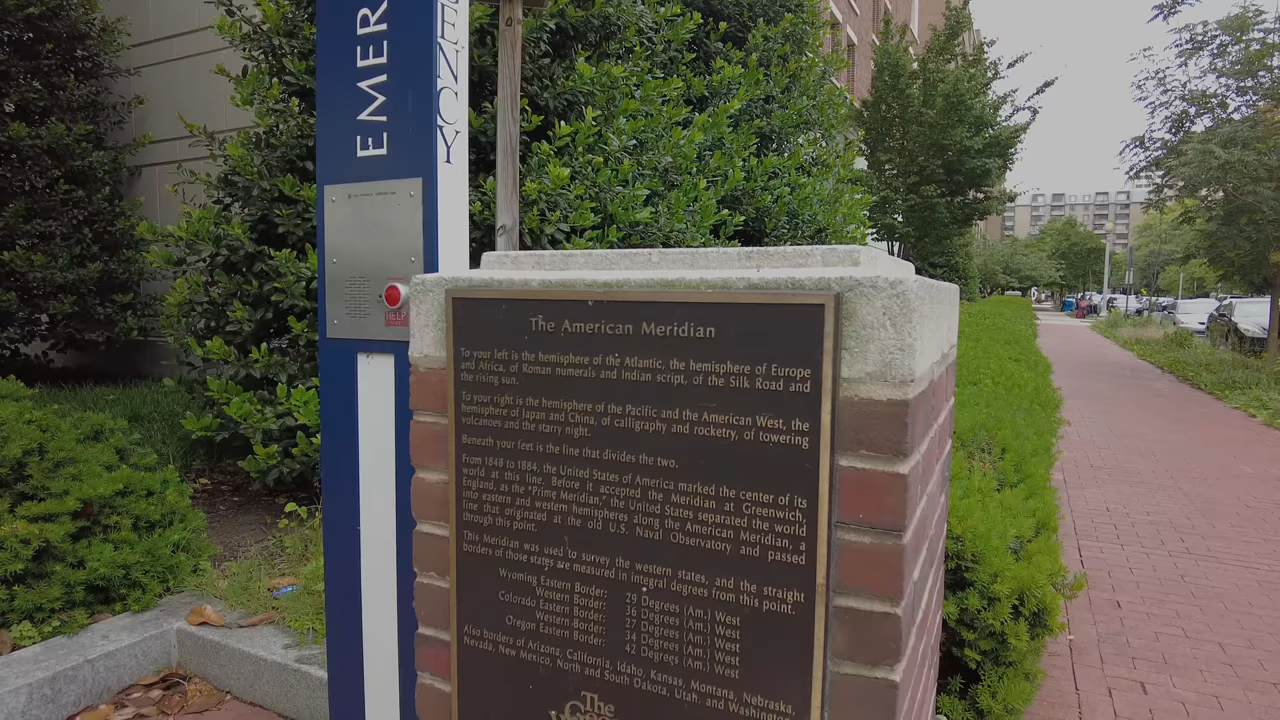 EMER
ENCY
HELP
The American Meridian
To your left is the hemisphere of the Atlantic, the hemisphere of Europe
and Africa, of Roman numerals and Indian script, of the Silk Road and
the rising sun.
To your right is the hemisphere of the Pacific and the American West, the
hemisphere of Japan and China, of calligraphy and rocketry, of towering
volcanoes and the starry night.
Beneath your feet is the line that divides the two.
From 1848 to 1884, the United States of America marked the center of its
world at this line. Before it accepted the Meridian at Greenwich,
England, as the "Prime Meridian," the United States separated the world
into eastern and western hemispheres along the American Meridian, a
line that originated at the old U.S. Naval Observatory and passed
through this point.
This Meridian was used to survey the western states, and the straight
borders of those states are measured in integral degrees from this point.
Wyoming Eastern Border: 29 Degrees (Am.) West
Western Border: 36 Degrees (Am.) West
Colorado Eastern Border: 27 Degrees (Am.) West
Western Border: 34 Degrees (Am.) West
Oregon Eastern Border: 42 Degrees (Am.) West
Also borders of Arizona, California, Idaho, Kansas, Montana, Nebraska,
Nevada, New Mexico, North and South Dakota, Utah, and Washington
The